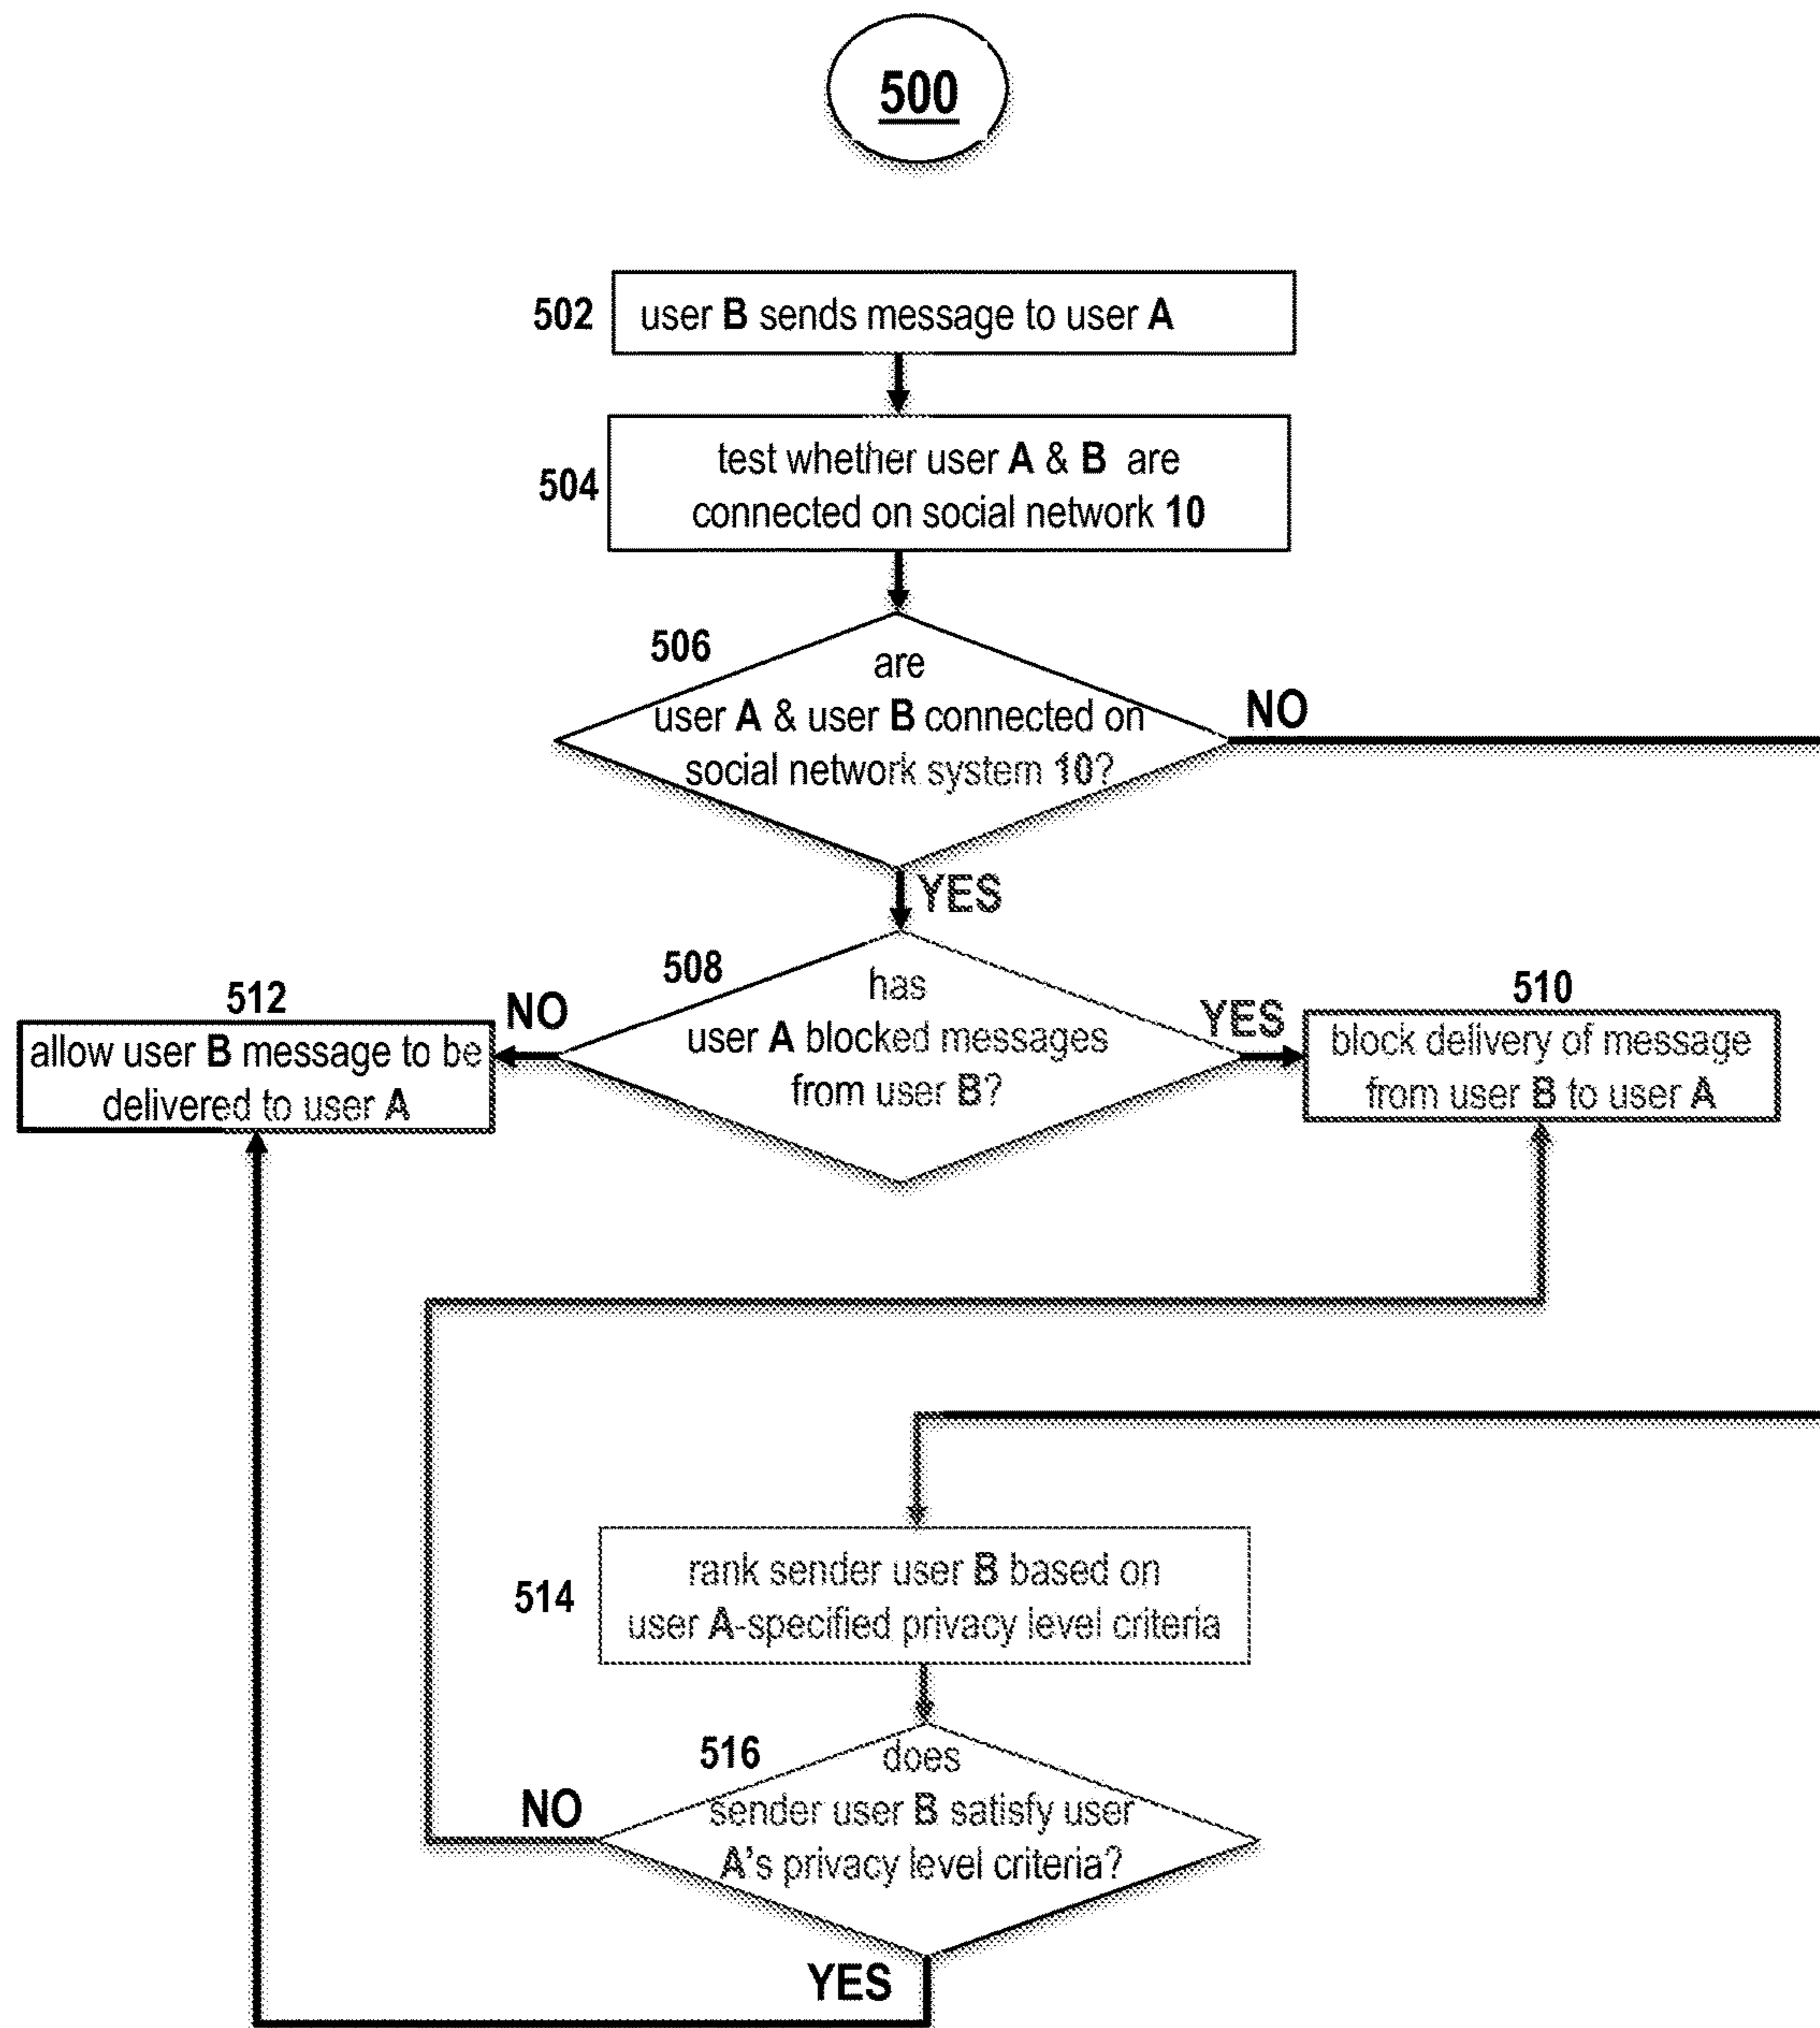 500
502
user B sends message to user A
504
test whether user A & B are
connected on social network 10
506
are
user A & user B connected on
social network system 10?
NO
YES
508
has
user A blocked messages
from user B?
NO
YES
512
allow user B message to be
delivered to user A
510
block delivery of message
from user B to user A
514
rank sender user B based on
user A-specified privacy level criteria
516
does
sender user B satisfy user
A's privacy level criteria?
NO
YES